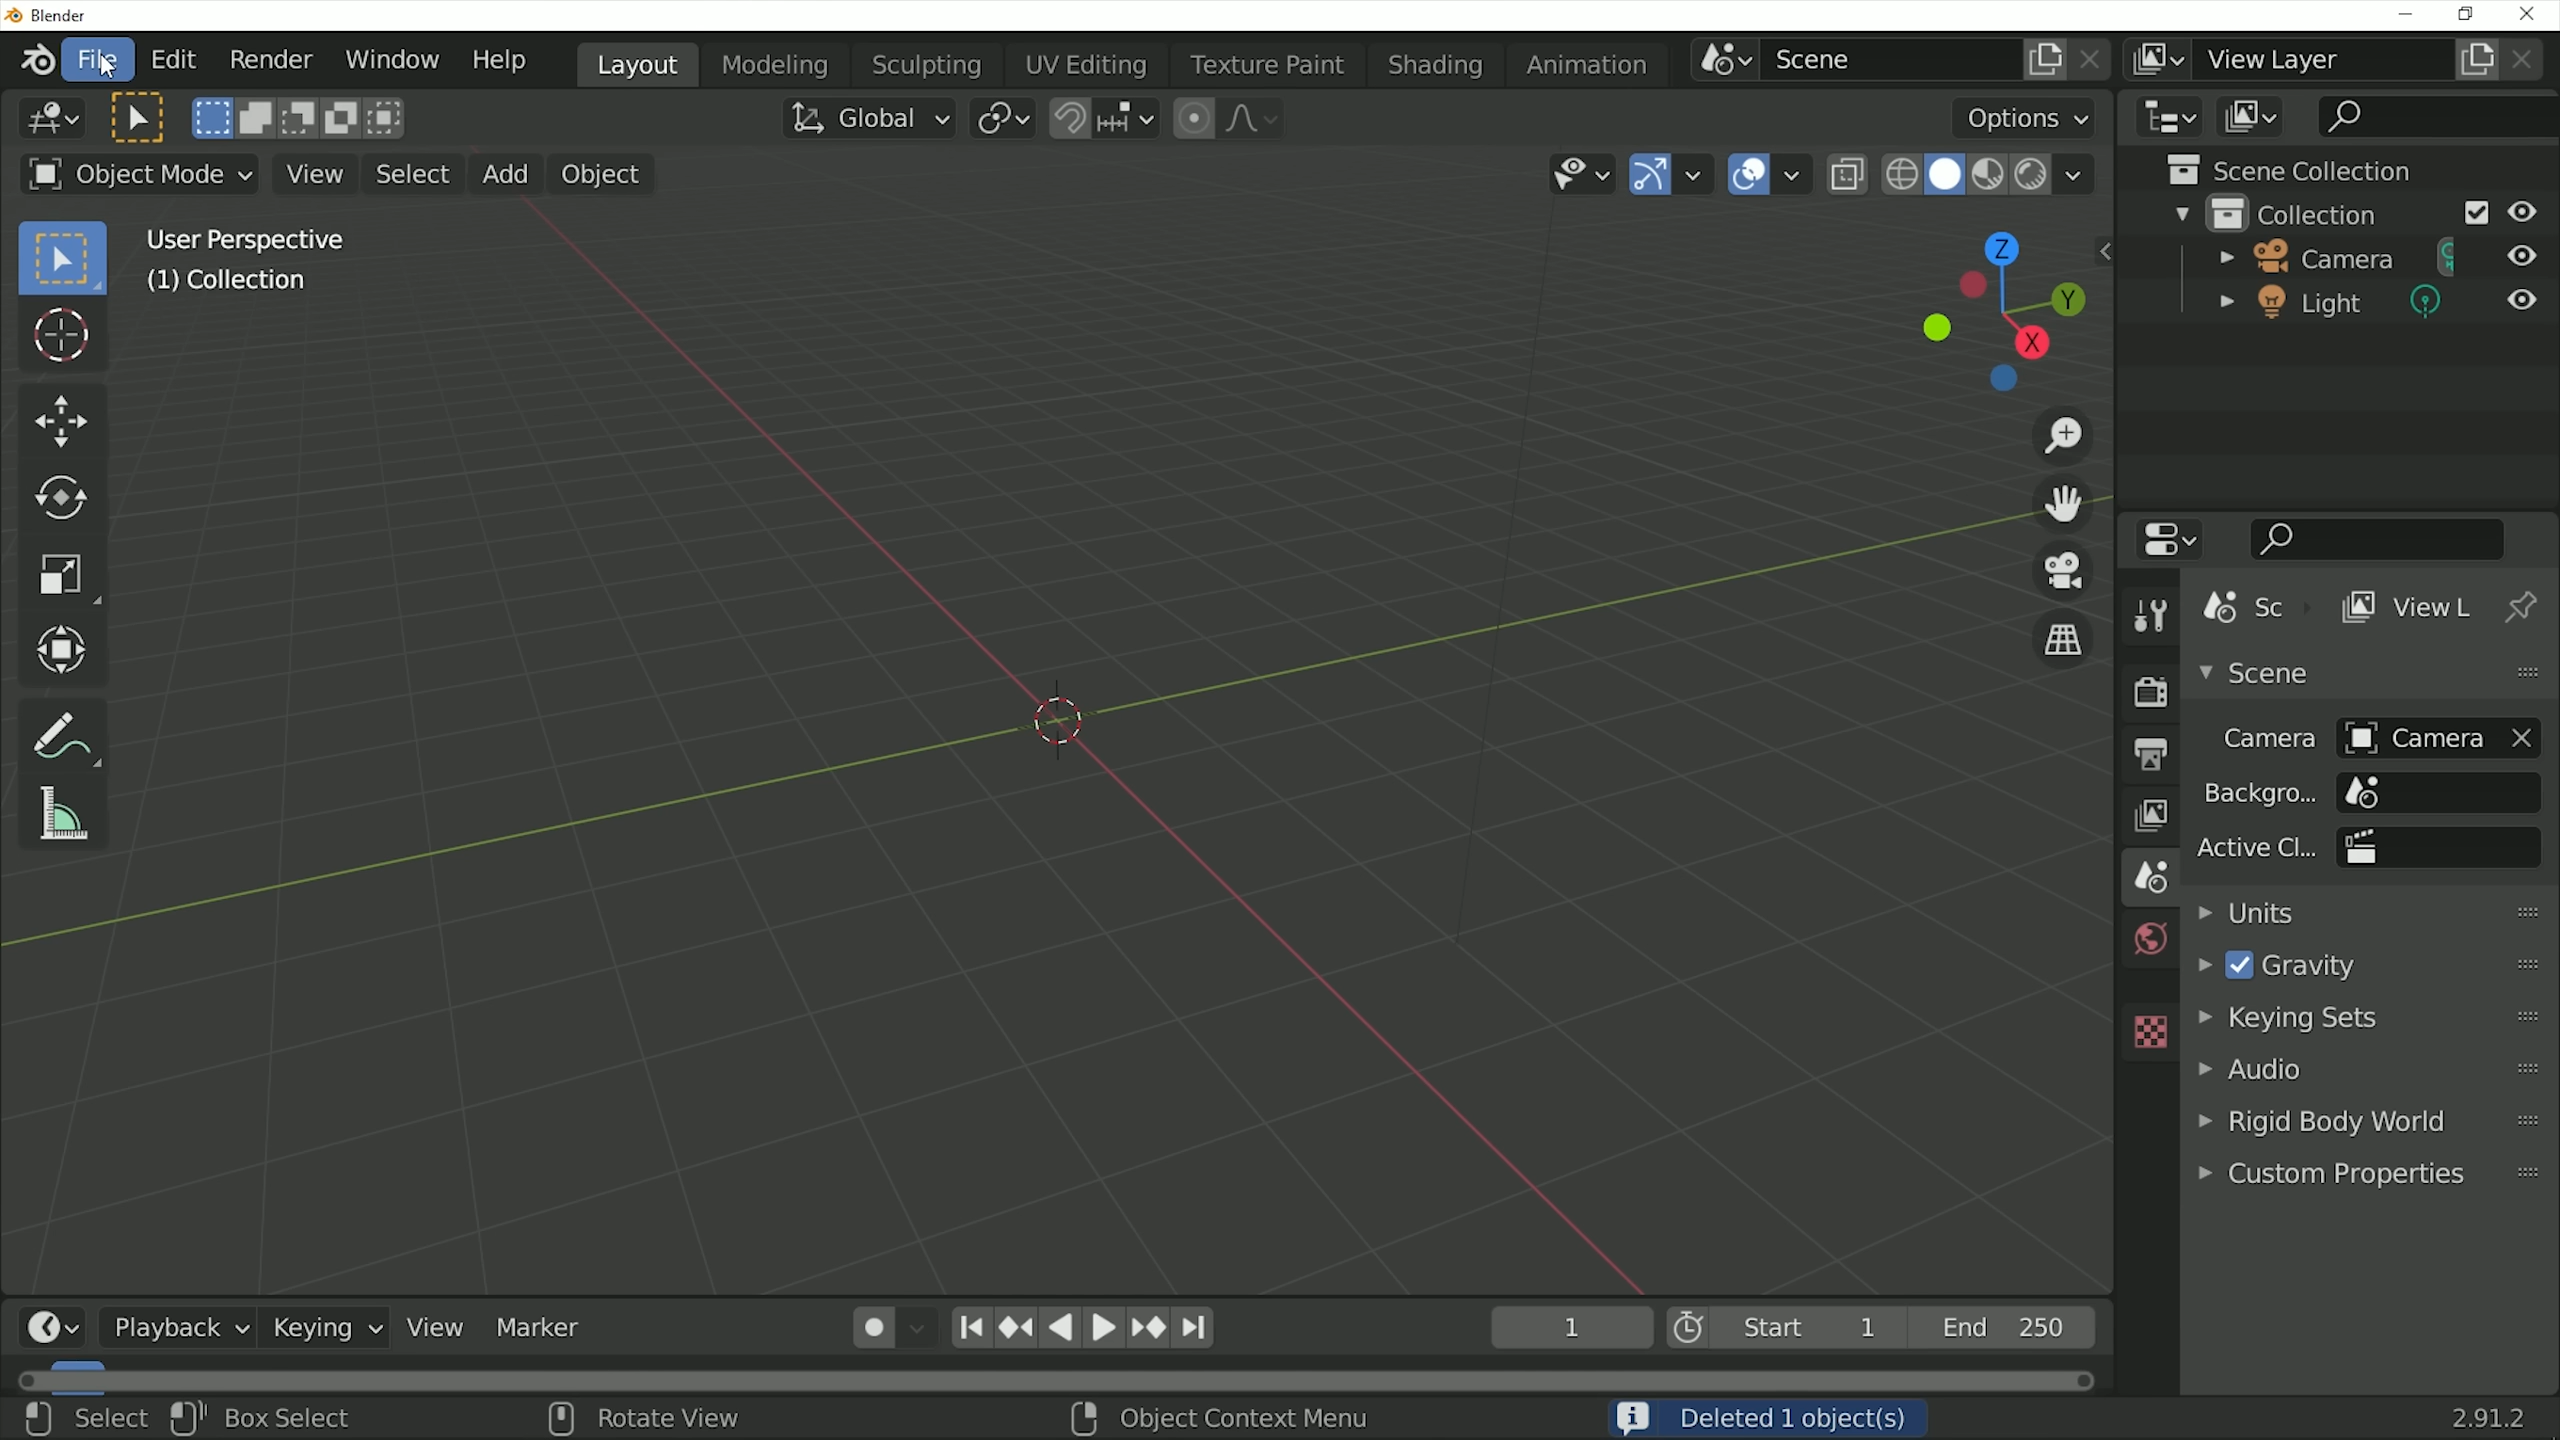 Blender
File Edit Render Window Help Layout Modeling Sculpting UV Editing Texture Paint Shading Animation Scene View Layer
Global Options
Object Mode View Select Add Object
User Perspective
(1) Collection
Z
Y
X
Scene Collection
Collection
Camera
Light
Sc View L
Scene
Camera Camera
Backgro...
Active Cl...
Units
Gravity
Keying Sets
Audio
Rigid Body World
Custom Properties
Playback Keying View Marker 1 Start 1 End 250
Select Box Select Rotate View Object Context Menu Deleted 1 object(s) 2.91.2